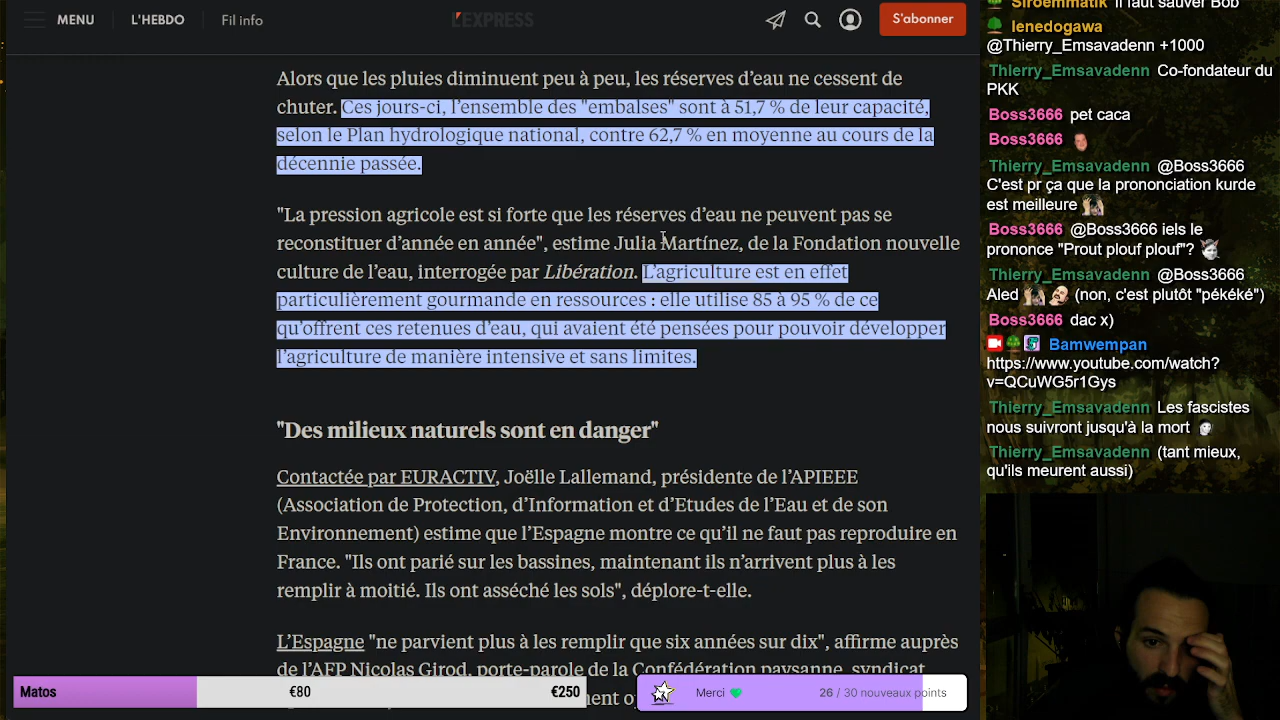 MENU
L'HEBDO
Fil info
L'EXPRESS
S'abonner
Alors que les pluies diminuent peu à peu, les réserves d'eau ne cessent de
chuter. Ces jours-ci, l'ensemble des "embalses" sont à 51,7 % de leur capacité,
selon le Plan hydrologique national, contre 62,7 % en moyenne au cours de la
décennie passée.
"La pression agricole est si forte que les réserves d'eau ne peuvent pas se
reconstituer d'année en année", estime Julia Martínez, de la Fondation nouvelle
culture de l'eau, interrogée par Libération. L'agriculture est en effet
particulièrement gourmande en ressources : elle utilise 85 à 95 % de ce
qu'offrent ces retenues d'eau, qui avaient été pensées pour pouvoir développer
l'agriculture de manière intensive et sans limites.
"Des milieux naturels sont en danger"
Contactée par EURACTIV, Joëlle Lallemand, présidente de l'APIEEE
(Association de Protection, d'Information et d'Etudes de l'Eau et de son
Environnement) estime que l'Espagne montre ce qu'il ne faut pas reproduire en
France. "Ils ont parié sur les bassines, maintenant ils n'arrivent plus à les
remplir à moitié. Ils ont asséché les sols", déplore-t-elle.
L'Espagne "ne parvient plus à les remplir que six années sur dix", affirme auprès
de l'AFP Nicolas Girod, porte-parole de la Confédération paysanne, syndicat
Matos
€80
€250
Merci
26 / 30 nouveaux points
Siroemmatik Il faut sauver Bob
lenedogawa
@Thierry_Emsavadenn +1000
Thierry_Emsavadenn Co-fondateur du
PKK
Boss3666 pet caca
Boss3666
Thierry_Emsavadenn @Boss3666
C'est pr ça que la prononciation kurde
est meilleure
Boss3666 @Boss3666 iels le
prononce "Prout plouf plouf"?
Thierry_Emsavadenn @Boss3666
Aled (non, c'est plutôt "pékéké")
Boss3666 dac x)
Bamwempan
https://www.youtube.com/watch?
v=QCuWG5r1Gys
Thierry_Emsavadenn Les fascistes
nous suivront jusqu'à la mort
Thierry_Emsavadenn (tant mieux,
qu'ils meurent aussi)